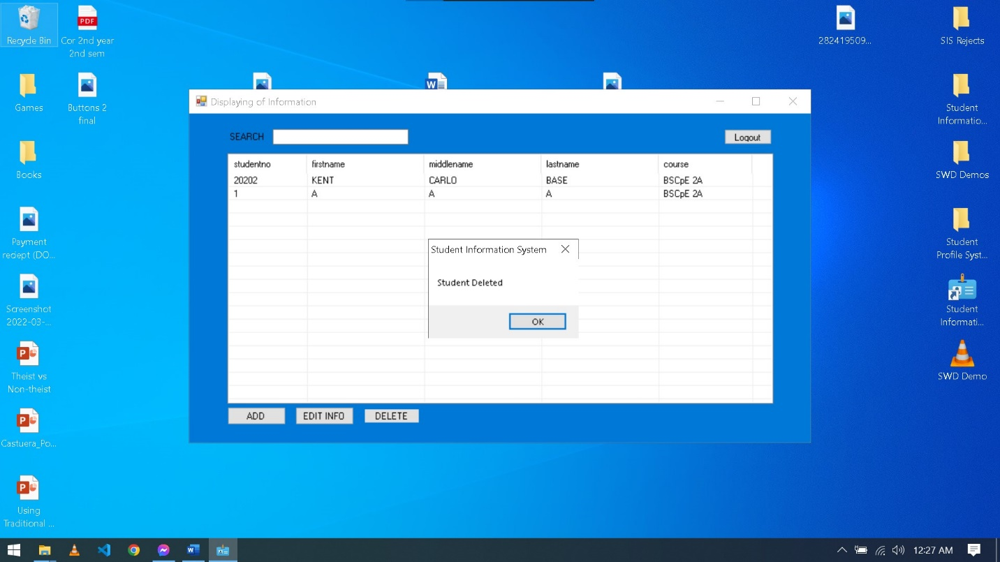 Recycle Bin
Cor 2nd year
2nd sem
282419509...
SIS Rejects
Games
Buttons 2
final
Student
Informatio...
Books
SWD Demos
Payment
reciept (DO...
Student
Profile Syst...
Screenshot
2022-03-...
Student
Informati...
Theist vs
Non-theist
SWD Demo
Castuera_Po...
Using
Traditional ...
PDF
W
P
P
P
Displaying of Information
SEARCH
Logout
studentno firstname middlename lastname course
20202 KENT CARLO BASE BSCpE 2A
1 A A A BSCpE 2A
Student Information System
Student Deleted
OK
ADD EDIT INFO DELETE
12:27 AM